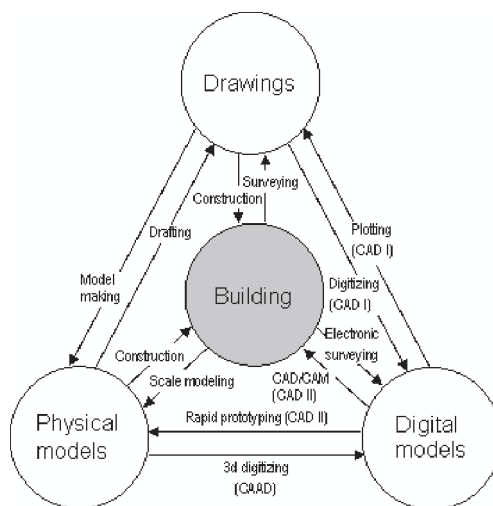 Drawings
Surveying
Construction
Plotting
(CAD I)
Drafting
Digitizing
(CAD I)
Model
making
Building
Electronic
surveying
Construction
CAD/CAM
(CAD II)
Scale modeling
Rapid prototyping (CAD II)
Physical
models
Digital
models
3d digitizing
(CAAD)